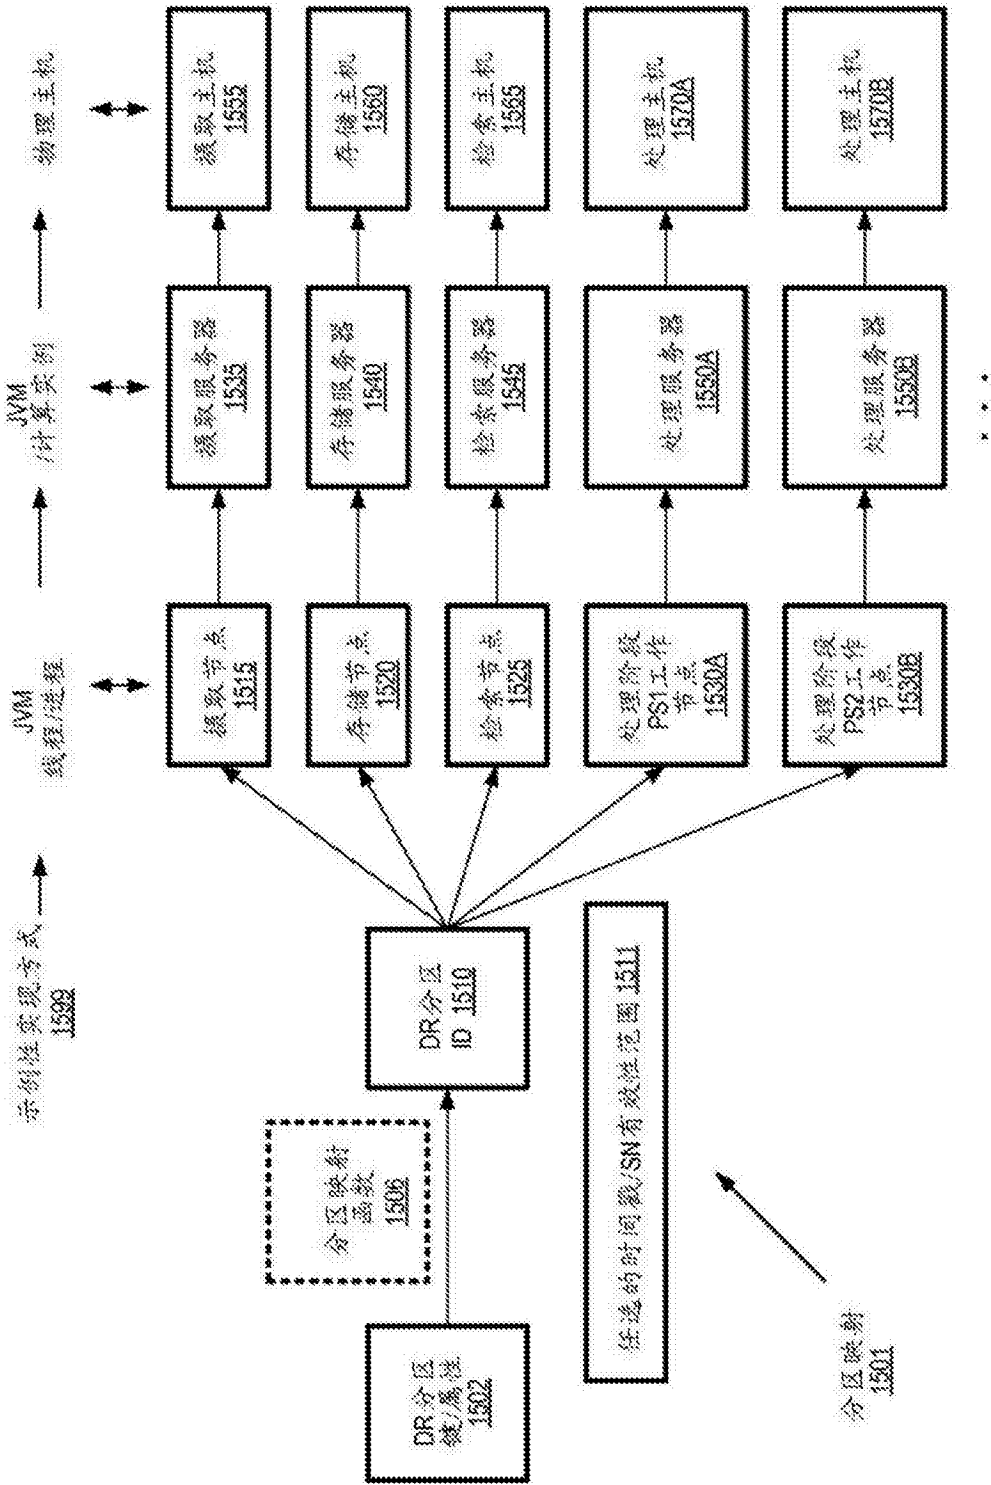 示例性实现方式
1599
JVM
线程/进程
JVM
/计算实例
物理主机
DR分区
键/属性
1502
分区映射
函数
1506
DR分区
ID 1510
摄取节点
1515
摄取服务器
1535
摄取主机
1555
存储节点
1520
存储服务器
1540
存储主机
1560
检索节点
1525
检索服务器
1545
检索主机
1565
处理阶段
PS1工作
节点
1530A
处理服务器
1550A
处理主机
1570A
处理阶段
PS2工作
节点
1530B
处理服务器
1550B
处理主机
1570B
任选的时间戳/SN有效性范围 1511
分区映射
1501